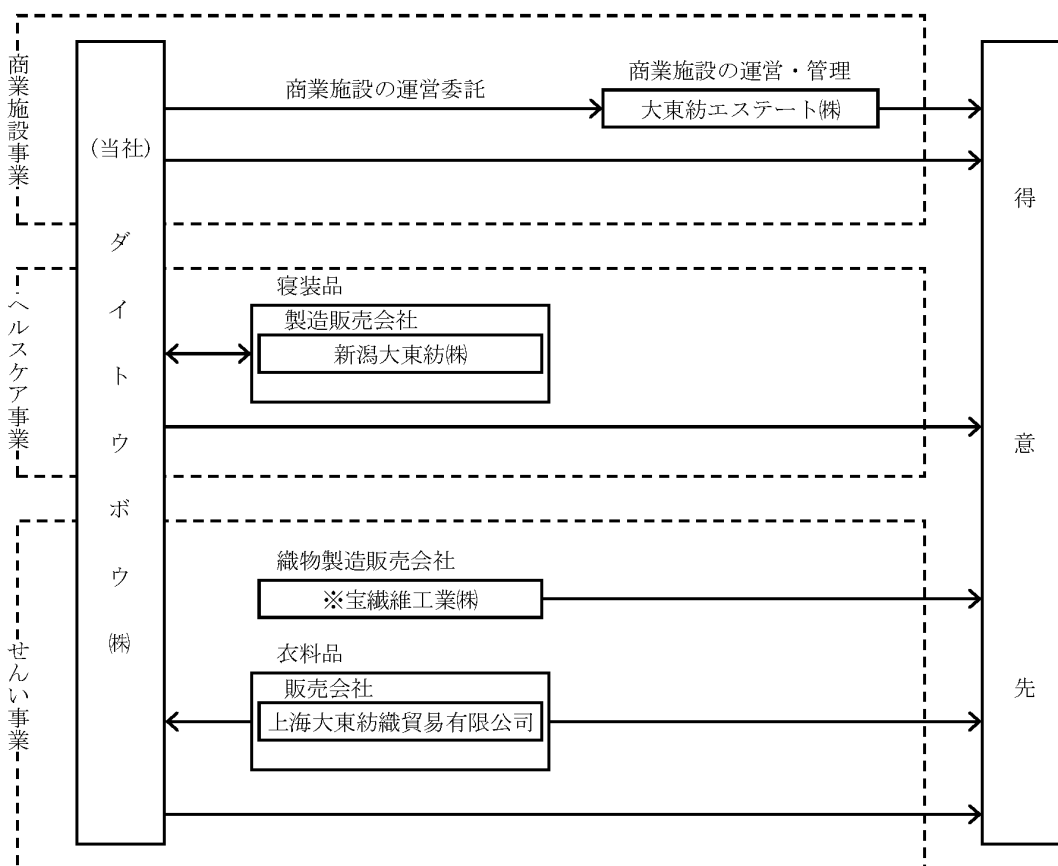 商業施設事業
商業施設の運営委託
商業施設の運営・管理
大東紡エステート㈱
(当社)
ダイトウボウ㈱
得意先
ヘルスケア事業
寝装品
製造販売会社
新潟大東紡㈱
せんい事業
織物製造販売会社
※宝繊維工業㈱
衣料品
販売会社
上海大東紡織貿易有限公司